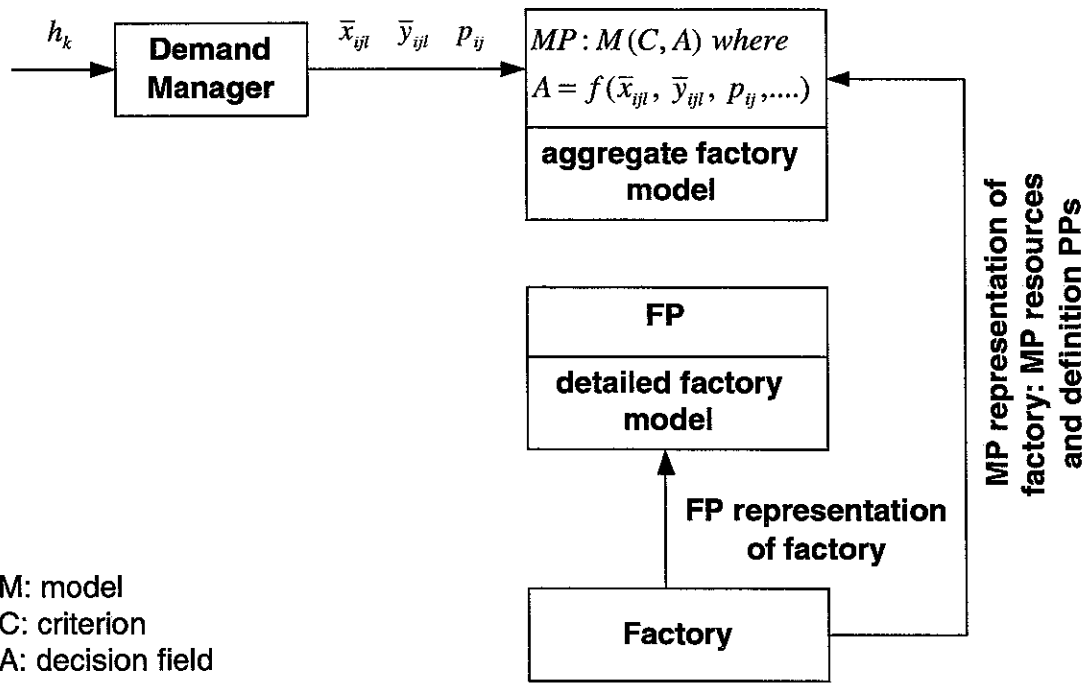 h_k
Demand
Manager
x̄_ijl ȳ_ijl p_ij
MP : M (C, A) where
A = f(x̄_ijl, ȳ_ijl, p_ij,....)
aggregate factory
model
FP
detailed factory
model
FP representation
of factory
Factory
MP representation of
factory: MP resources
and definition PPs
M: model
C: criterion
A: decision field